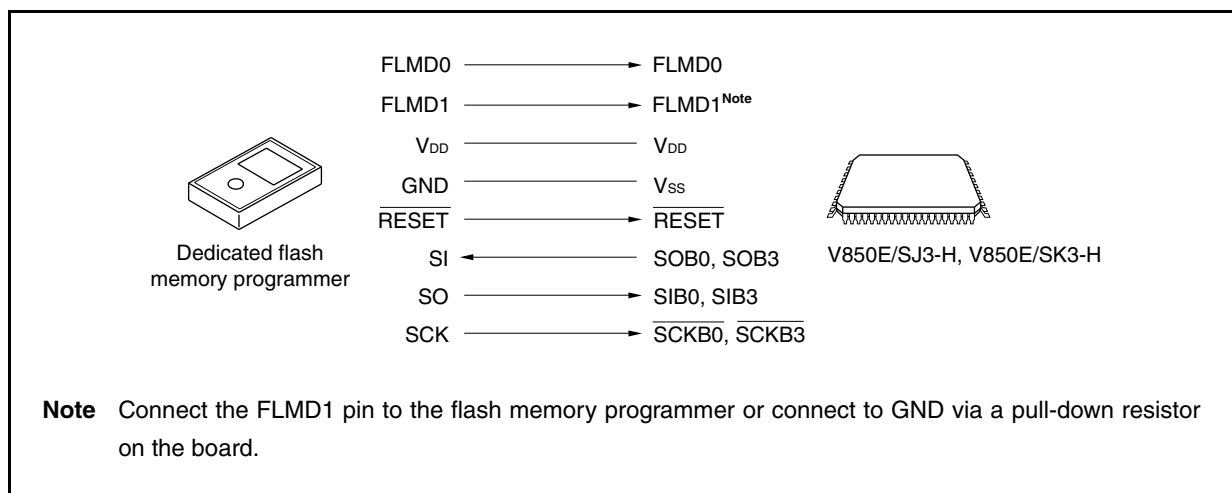 FLMD0 FLMD0
FLMD1 FLMD1Note
VDD VDD
GND VSS
RESET RESET
SI SOB0, SOB3
SO SIB0, SIB3
SCK SCKB0, SCKB3
Dedicated flash
memory programmer
V850E/SJ3-H, V850E/SK3-H
Note Connect the FLMD1 pin to the flash memory programmer or connect to GND via a pull-down resistor
on the board.